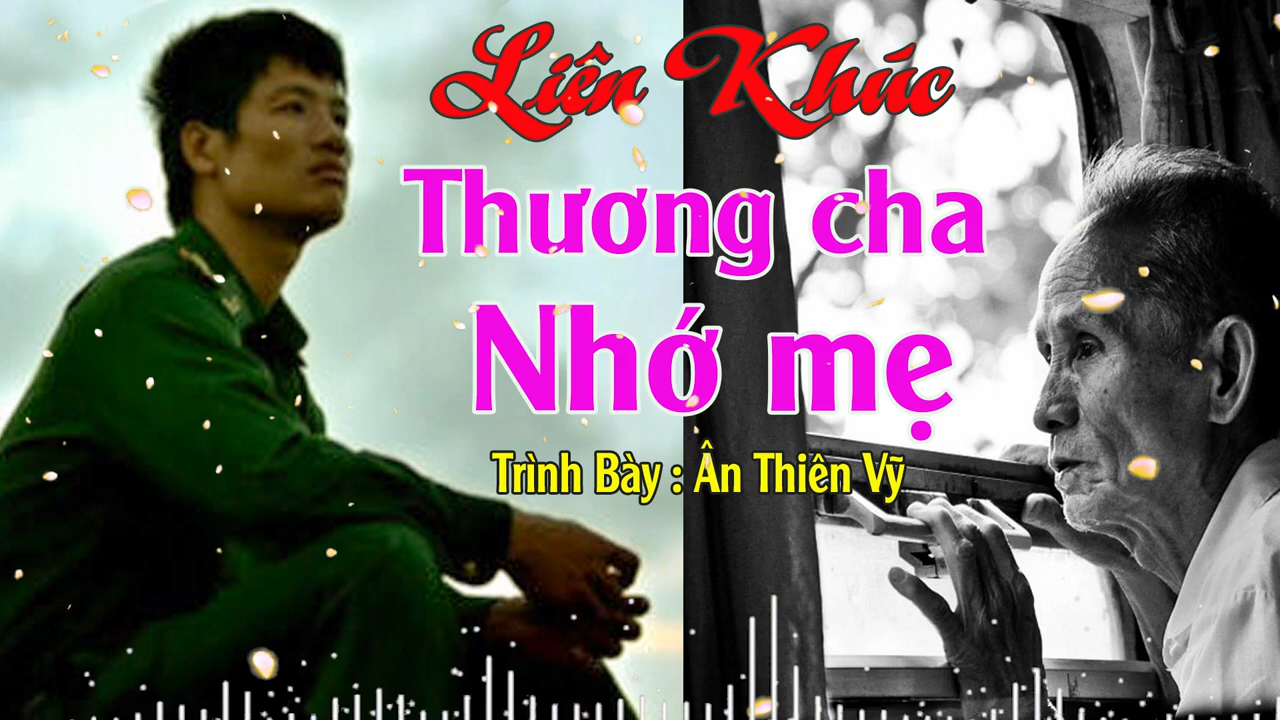 Liên Khúc
Thương cha
Nhớ mẹ
Trình Bày : Ân Thiên Vỹ